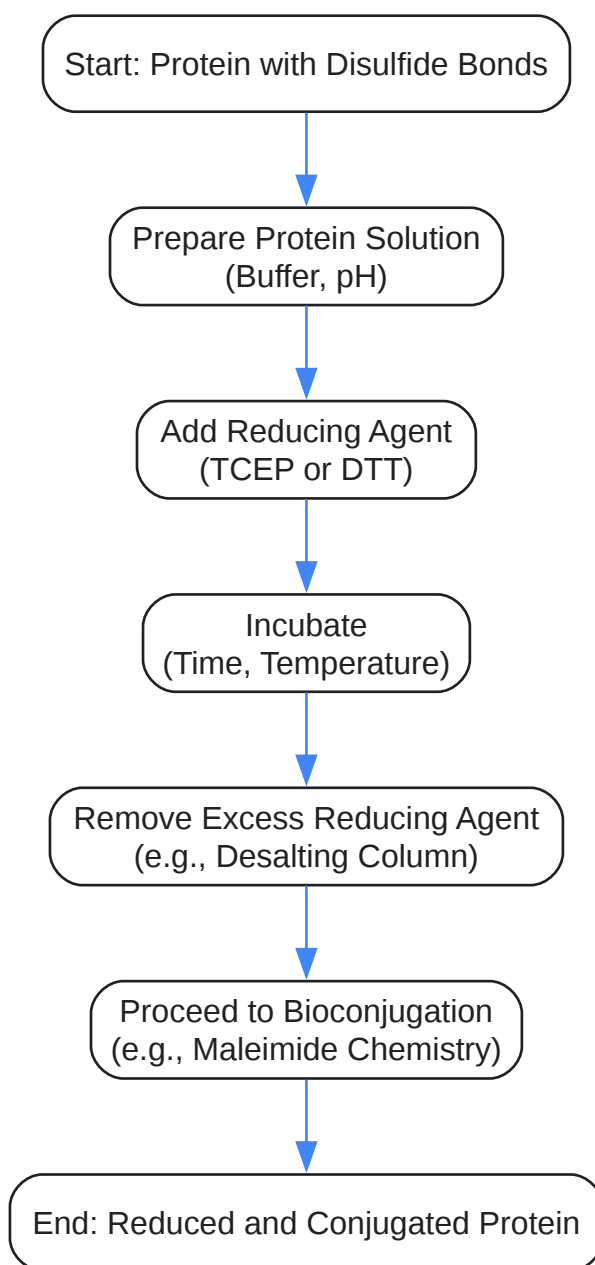 Start: Protein with Disulfide Bonds
Prepare Protein Solution
(Buffer, pH)
Add Reducing Agent
(TCEP or DTT)
Incubate
(Time, Temperature)
Remove Excess Reducing Agent
(e.g., Desalting Column)
Proceed to Bioconjugation
(e.g., Maleimide Chemistry)
End: Reduced and Conjugated Protein